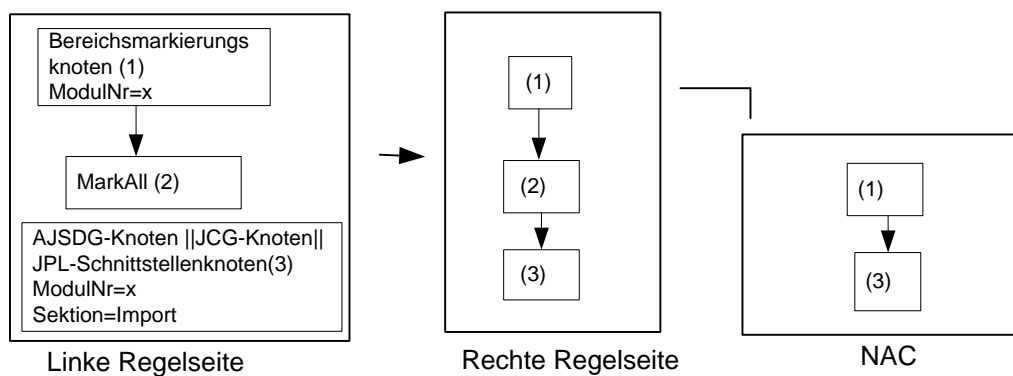 Bereichsmarkierungs
knoten (1)
ModulNr=x
MarkAll (2)
AJSDG-Knoten ||JCG-Knoten||
JPL-Schnittstellenknoten(3)
ModulNr=x
Sektion=Import
Linke Regelseite
(1)
(2)
(3)
Rechte Regelseite
(1)
(3)
NAC